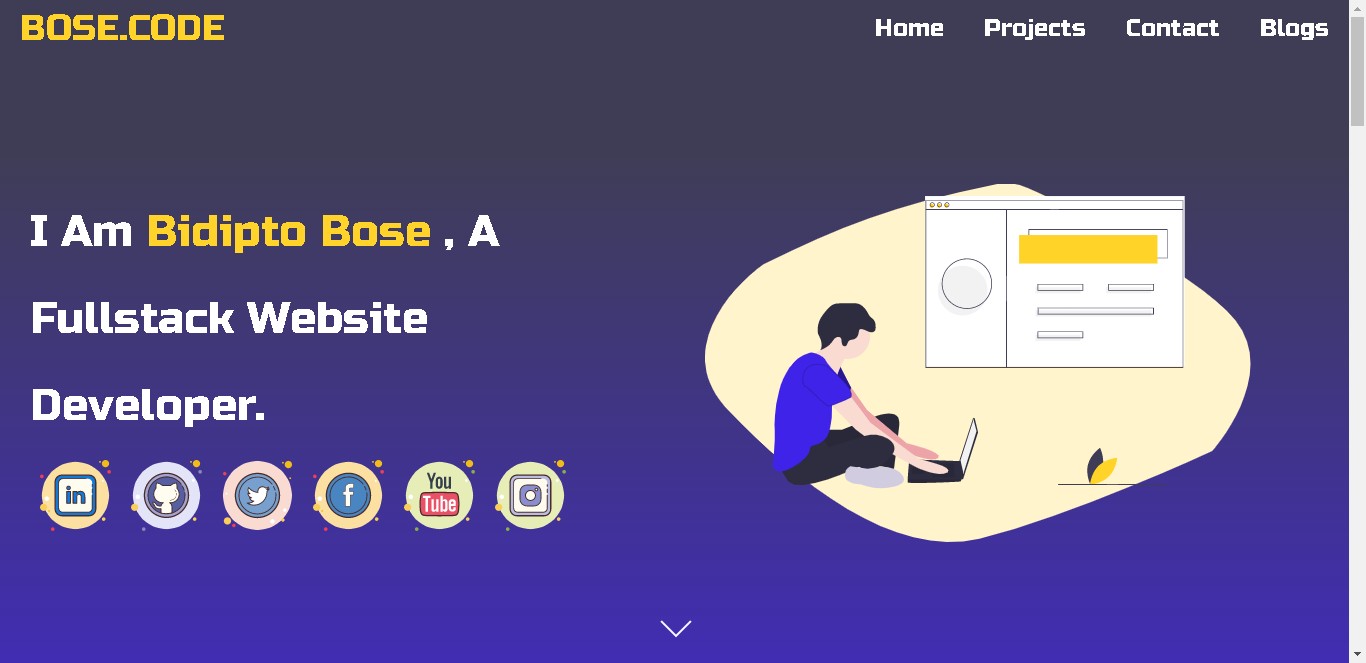 BOSE.CODE
Home Projects Contact Blogs
I Am Bidipto Bose , A
Fullstack Website
Developer.
in
f
You
Tube